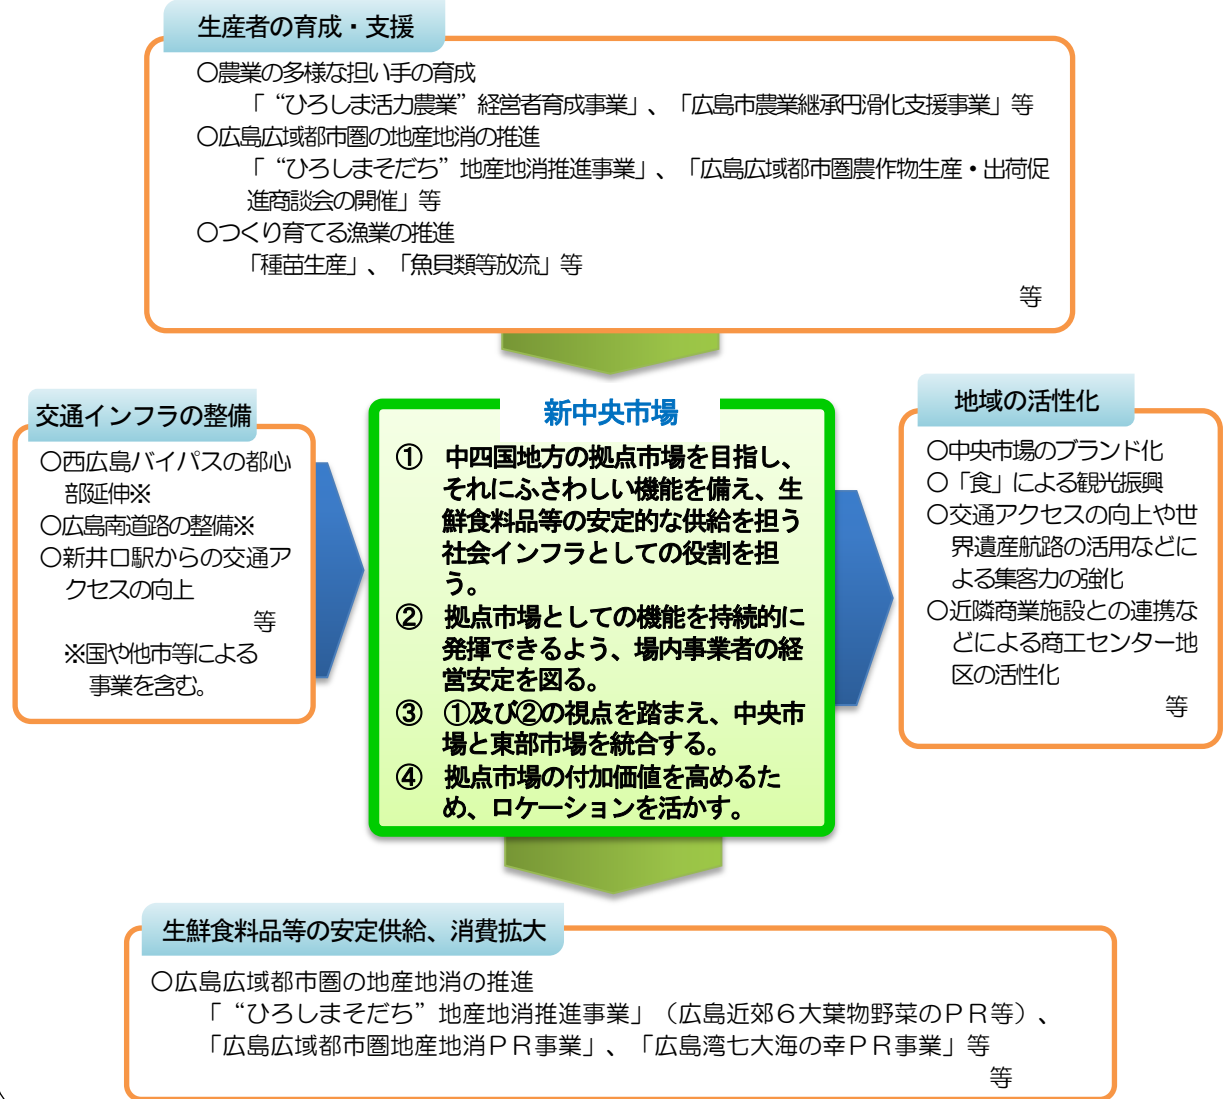 生産者の育成・支援
○農業の多様な担い手の育成
「“ひろしま活力農業”経営者育成事業」、「広島市農業継承円滑化支援事業」等
○広島広域都市圏の地産地消の推進
「“ひろしまそだち”地産地消推進事業」、「広島広域都市圏農作物生産・出荷促
進商談会の開催」等
○つくり育てる漁業の推進
「種苗生産」、「魚貝類等放流」等
等
交通インフラの整備
○西広島バイパスの都心
部延伸※
○広島南道路の整備※
○新井口駅からの交通ア
クセスの向上
等
※国や他市等による
事業を含む。
新中央市場
① 中四国地方の拠点市場を目指し、
それにふさわしい機能を備え、生
鮮食料品等の安定的な供給を担う
社会インフラとしての役割を担
う。
② 拠点市場としての機能を持続的に
発揮できるよう、場内事業者の経
営安定を図る。
③ ①及び②の視点を踏まえ、中央市
場と東部市場を統合する。
④ 拠点市場の付加価値を高めるた
め、ロケーションを活かす。
地域の活性化
○中央市場のブランド化
○「食」による観光振興
○交通アクセスの向上や世
界遺産航路の活用などに
よる集客力の強化
○近隣商業施設との連携な
どによる商工センター地
区の活性化
等
生鮮食料品等の安定供給、消費拡大
○広島広域都市圏の地産地消の推進
「“ひろしまそだち”地産地消推進事業」（広島近郊６大葉物野菜のＰＲ等）、
「広島広域都市圏地産地消ＰＲ事業」、「広島湾七大海の幸ＰＲ事業」等
等